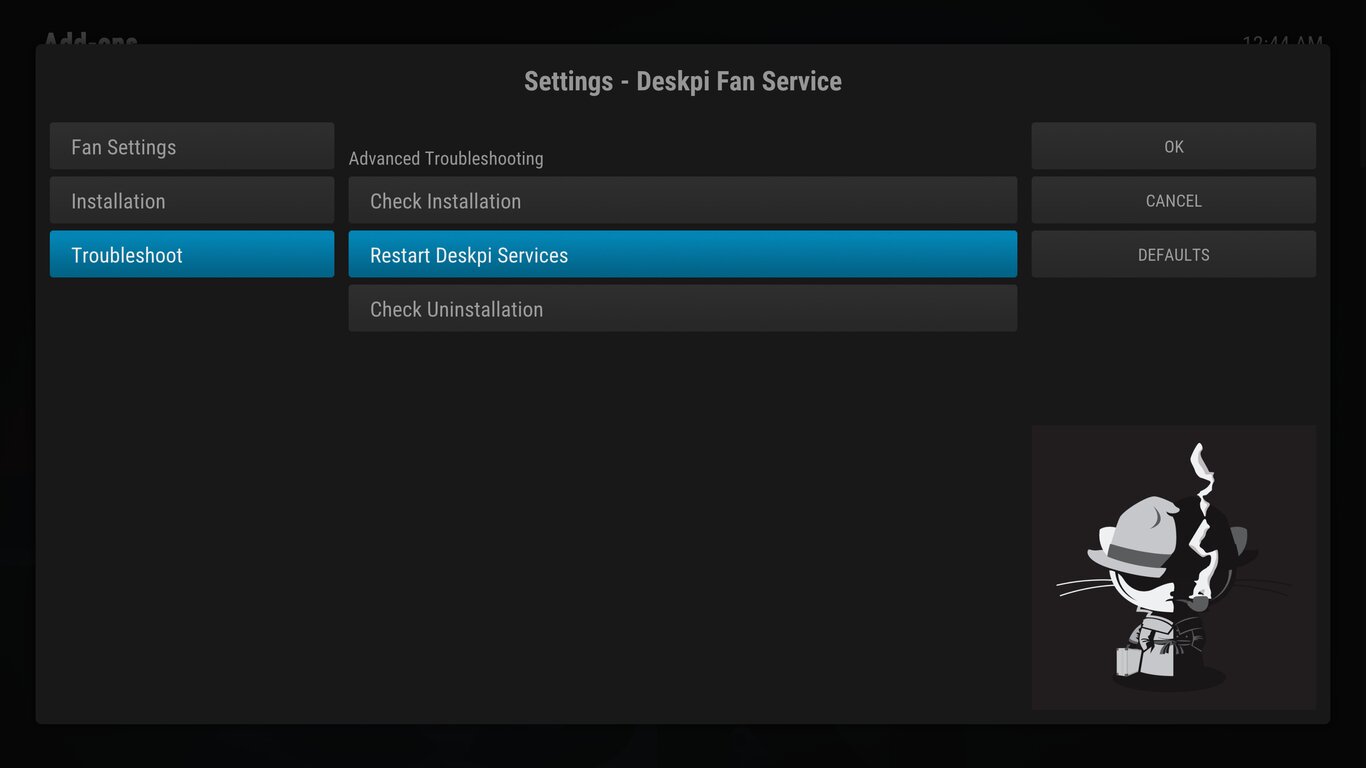 Add-ons
12:44 AM
Settings - Deskpi Fan Service
Fan Settings
Installation
Troubleshoot
Advanced Troubleshooting
Check Installation
Restart Deskpi Services
Check Uninstallation
OK
CANCEL
DEFAULTS